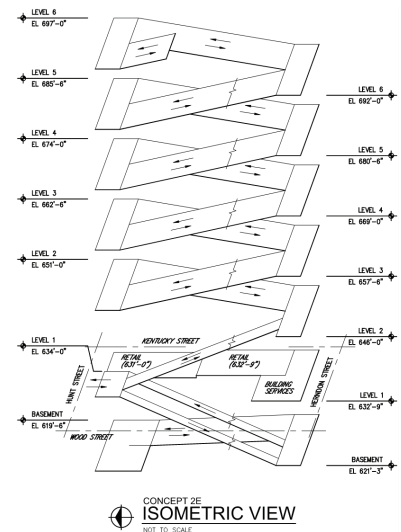 LEVEL 6
EL 697'-0"
LEVEL 5
EL 685'-6"
LEVEL 6
EL 692'-0"
LEVEL 4
EL 674'-0"
LEVEL 5
EL 680'-6"
LEVEL 3
EL 662'-6"
LEVEL 4
EL 669'-0"
LEVEL 2
EL 651'-0"
LEVEL 3
EL 657'-6"
LEVEL 1
EL 634'-0"
KENTUCKY STREET
LEVEL 2
EL 646'-0"
RETAIL
(631'-0")
RETAIL
(632'-9")
HUNT STREET
BUILDING
SERVICES
HERNDON STREET
LEVEL 1
EL 632'-9"
BASEMENT
EL 619'-6"
WOOD STREET
BASEMENT
EL 621'-3"
CONCEPT 2E
ISOMETRIC VIEW
NOT TO SCALE